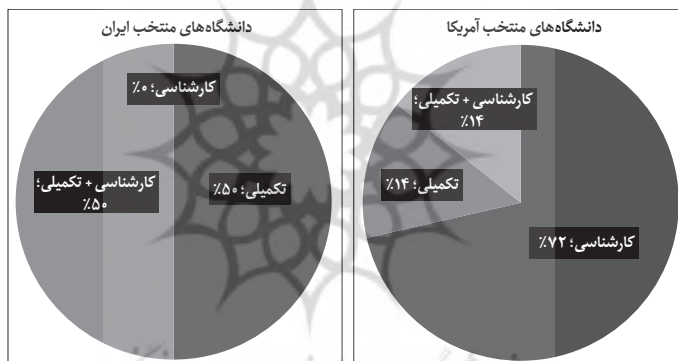 دانشگاه‌های منتخب آمریکا
کارشناسی + تکمیلی؛
۱۴٪
تکمیلی؛ ۱۴٪
کارشناسی؛ ۷۲٪
دانشگاه‌های منتخب ایران
کارشناسی؛ ۰٪
تکمیلی؛ ۵۰٪
کارشناسی + تکمیلی؛
۵۰٪